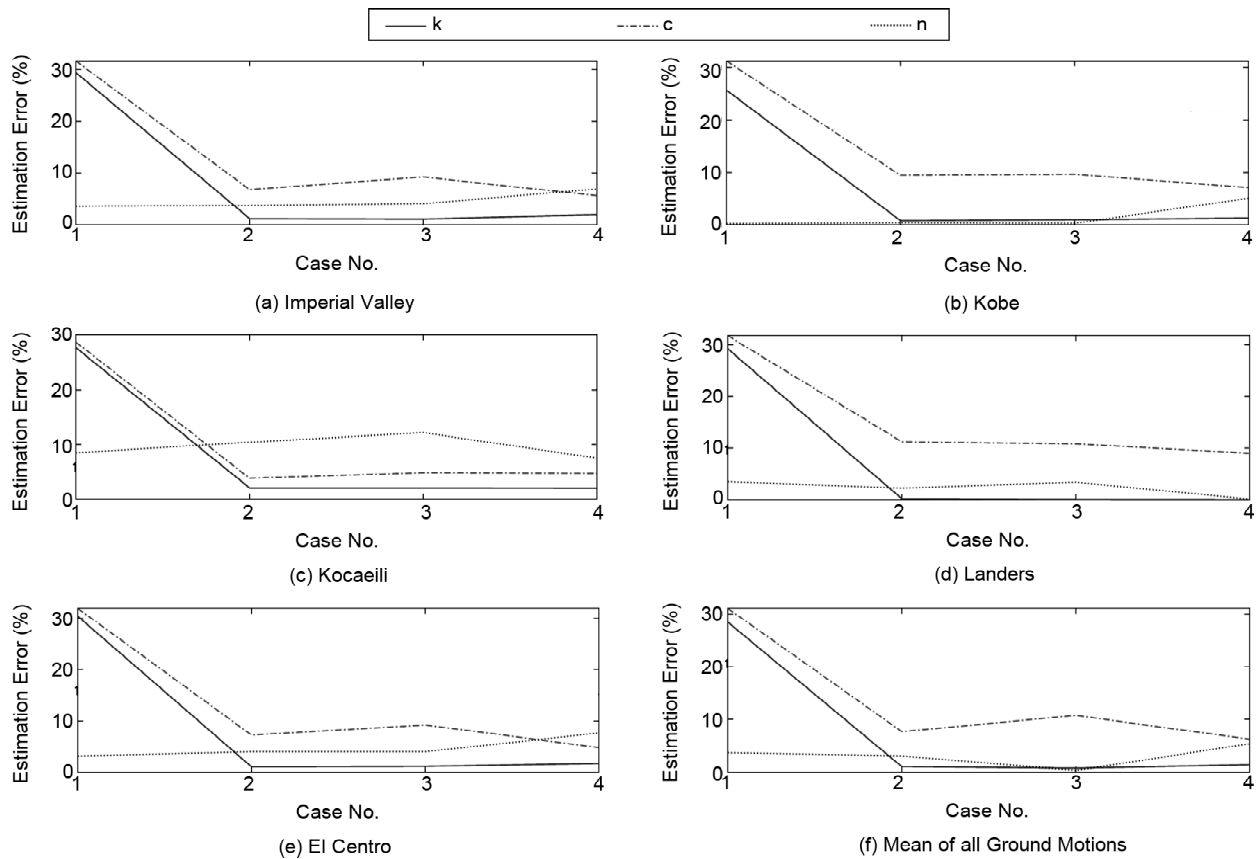 k c n
Estimation Error (%)
30
20
10
0
1 2 3 4
Case No.
(a) Imperial Valley
Estimation Error (%)
30
20
10
0
1 2 3 4
Case No.
(b) Kobe
Estimation Error (%)
30
20
10
0
1 2 3 4
Case No.
(c) Kocaeili
Estimation Error (%)
30
20
10
0
1 2 3 4
Case No.
(d) Landers
Estimation Error (%)
30
20
10
0
1 2 3 4
Case No.
(e) El Centro
Estimation Error (%)
30
20
10
0
1 2 3 4
Case No.
(f) Mean of all Ground Motions